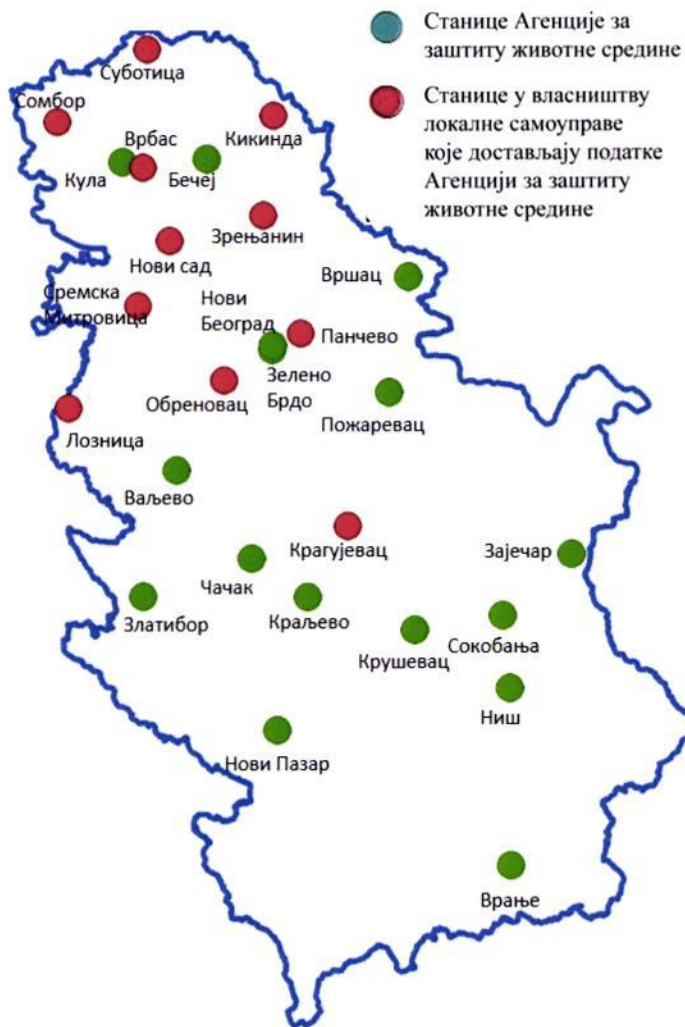 Станице Агенције за
заштиту животне средине
Станице у власништву
локалне самоуправе
које достављају податке
Агенцији за заштиту
животне средине
Суботица
Сомбор
Врбас
Кикинда
Кула
Бечеј
Зрењанин
Нови сад
Вршац
Сремска
Митровица
Нови
Београд
Панчево
Зелено
Брдо
Обреновац
Пожаревац
Лозница
Ваљево
Крагујевац
Зајечар
Чачак
Златибор
Краљево
Сокобања
Крушевац
Ниш
Нови Пазар
Врање